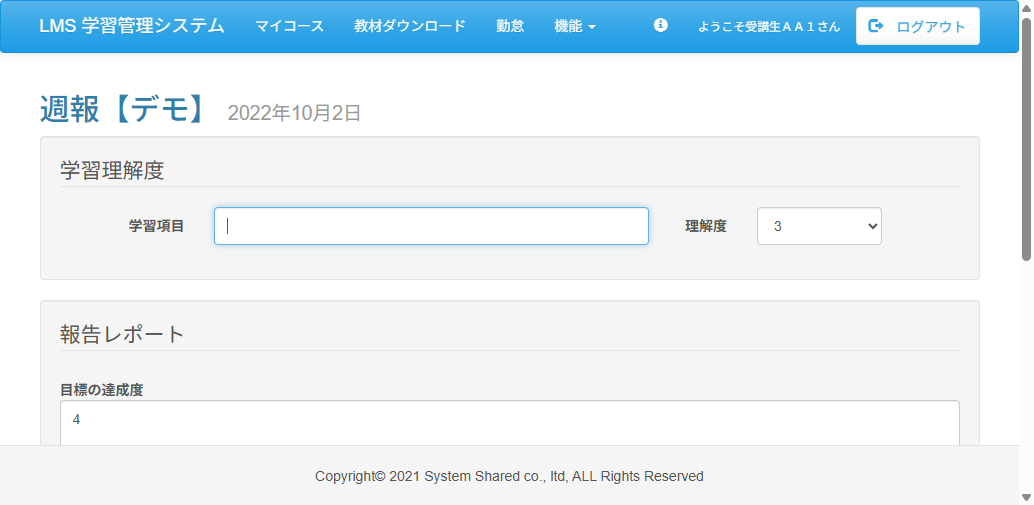 LMS 学習管理システム マイコース 教材ダウンロード 勤怠 機能 ようこそ受講生ＡＡ１さん ログアウト
週報【デモ】 2022年10月2日
学習理解度
学習項目 理解度 3
報告レポート
目標の達成度
4
Copyright© 2021 System Shared co., ltd, ALL Rights Reserved